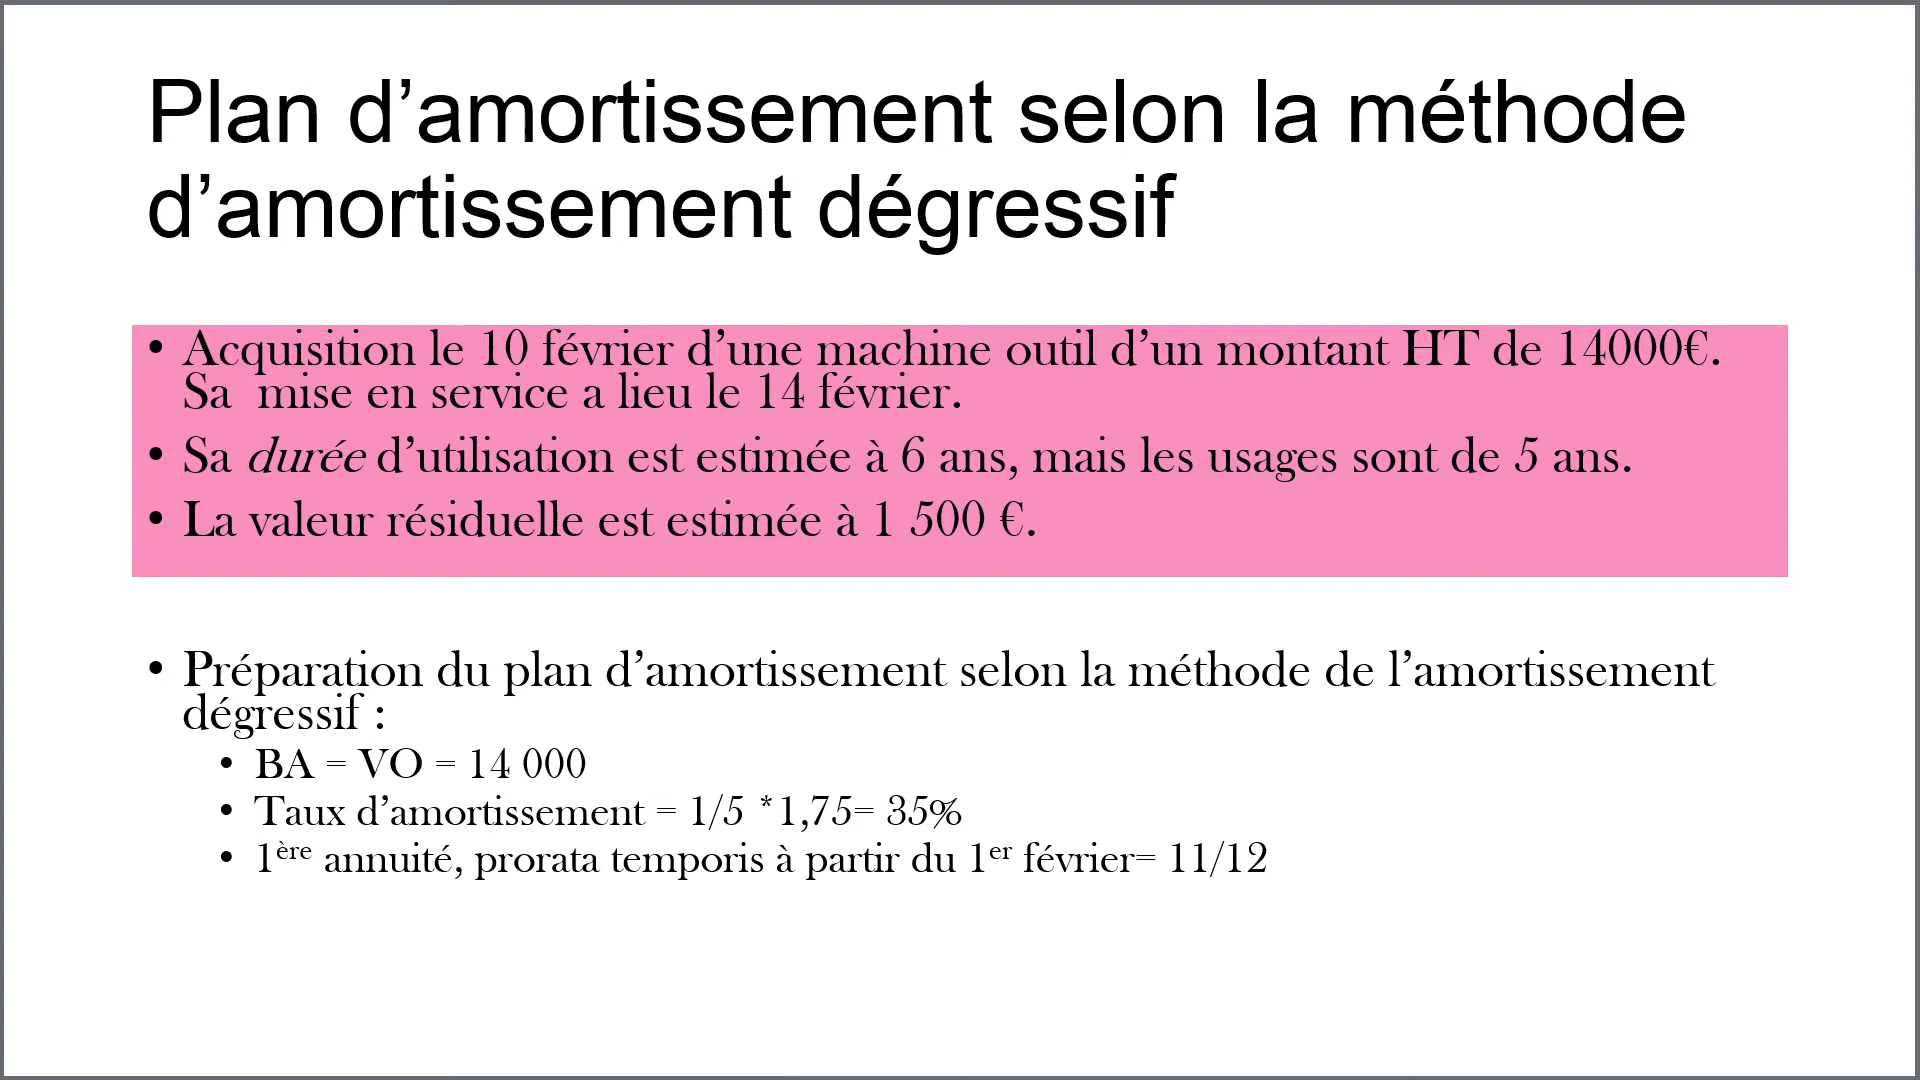 Plan d’amortissement selon la méthode
d’amortissement dégressif
• Acquisition le 10 février d’une machine outil d’un montant HT de 14000€.
Sa  mise en service a lieu le 14 février.
• Sa durée d’utilisation est estimée à 6 ans, mais les usages sont de 5 ans.
• La valeur résiduelle est estimée à 1 500 €.
• Préparation du plan d’amortissement selon la méthode de l’amortissement
dégressif :
• BA = VO = 14 000
• Taux d’amortissement = 1/5 *1,75= 35%
• 1ère annuité, prorata temporis à partir du 1er février= 11/12